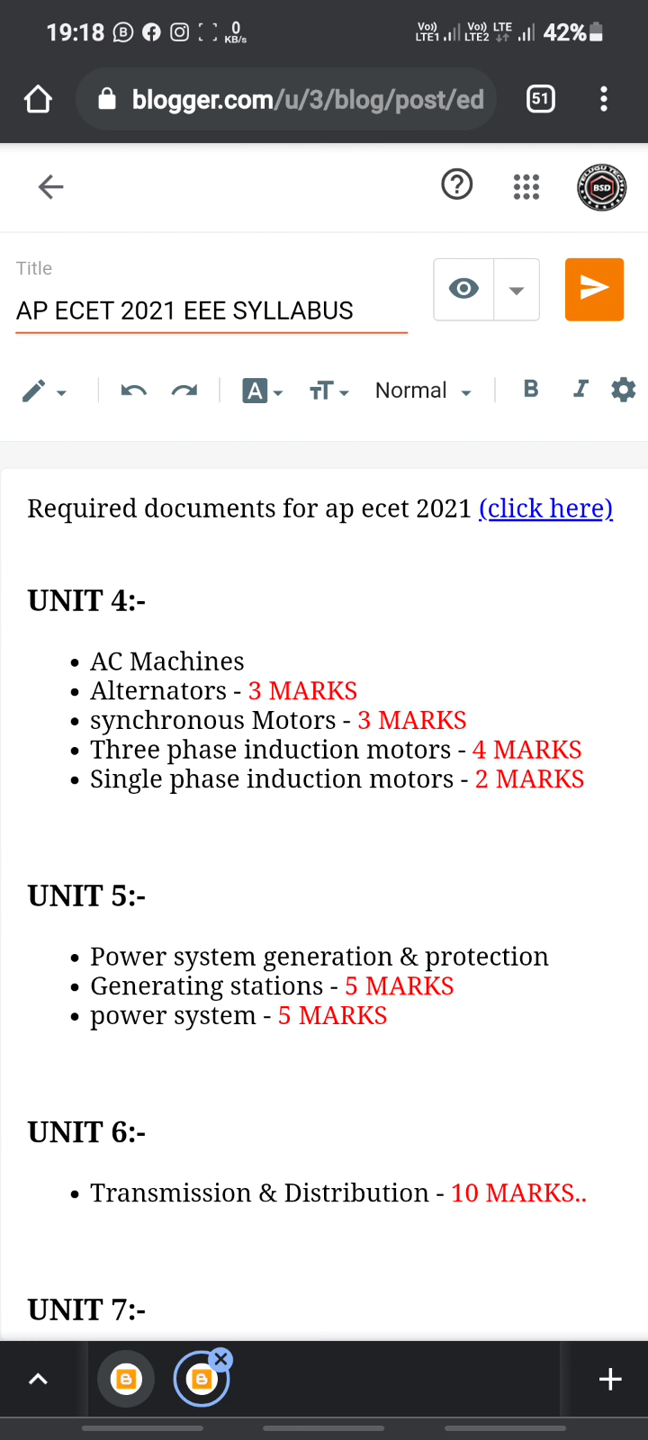 19:18 0 KB/s Vo) LTE1 Vo) LTE2 LTE 42%
blogger.com/u/3/blog/post/ed 51
TELUGU TECH BSD
Title
AP ECET 2021 EEE SYLLABUS
A TT Normal B I
Required documents for ap ecet 2021 (click here)
UNIT 4:-
• AC Machines
• Alternators - 3 MARKS
• synchronous Motors - 3 MARKS
• Three phase induction motors - 4 MARKS
• Single phase induction motors - 2 MARKS
UNIT 5:-
• Power system generation & protection
• Generating stations - 5 MARKS
• power system - 5 MARKS
UNIT 6:-
• Transmission & Distribution - 10 MARKS..
UNIT 7:-